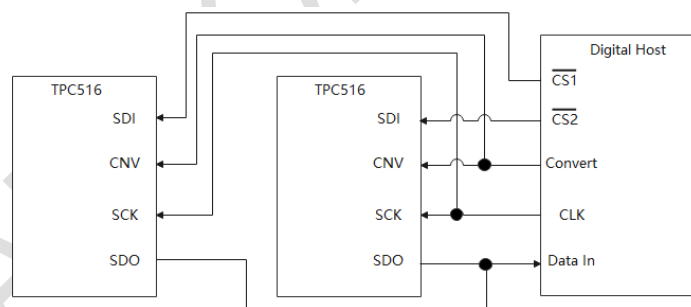 Digital Host
TPC516
TPC516
CS1
SDI
SDI
CS2
CNV
CNV
Convert
SCK
SCK
CLK
SDO
SDO
Data In